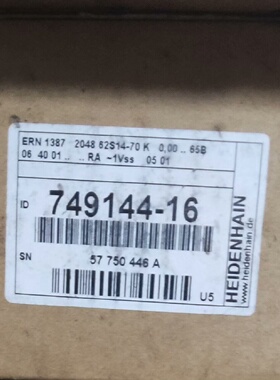 ERN 1387 2048 62S14-70 K 0,00 .. 65B
06 40 01 .. .. RA ~1Vss 05 01
ID 749144-16
SN 57 750 446 A
U5
HEIDENHAIN
www.heidenhain.de